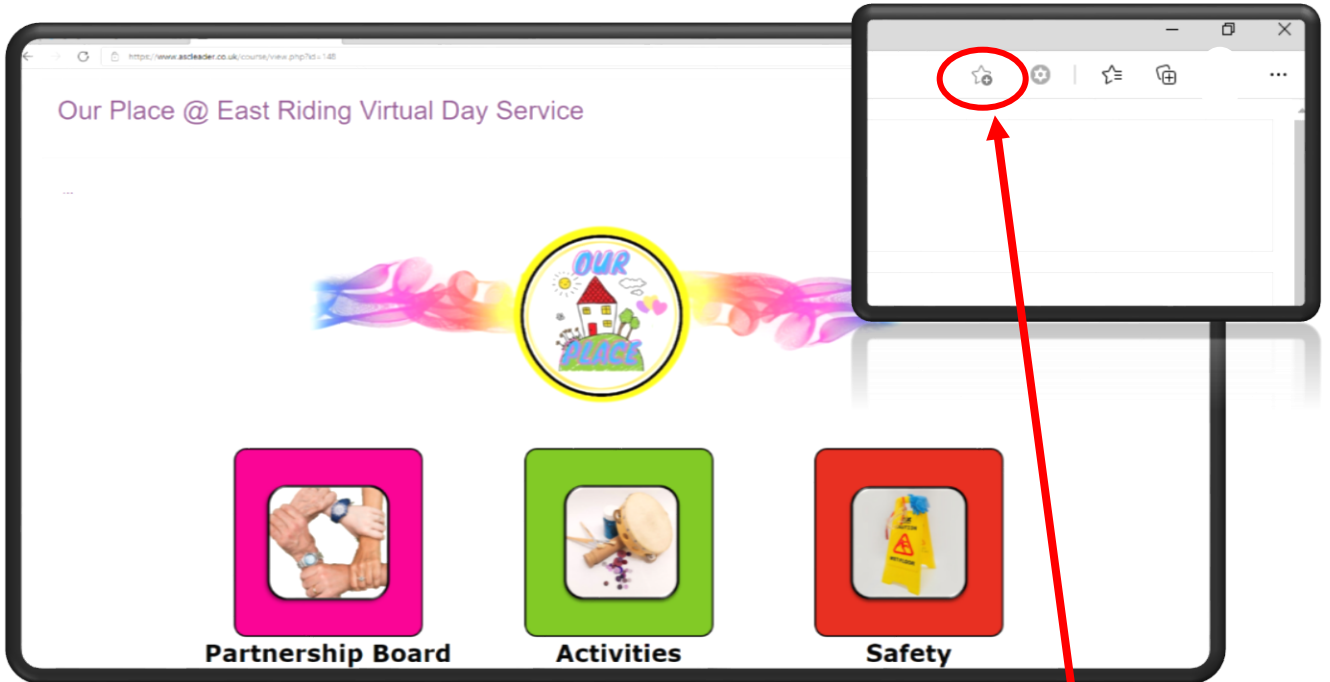 https://www.ascleader.co.uk/course/view.php?id=148
Our Place @ East Riding Virtual Day Service
...
OUR
PLACE
Partnership Board
Activities
Safety